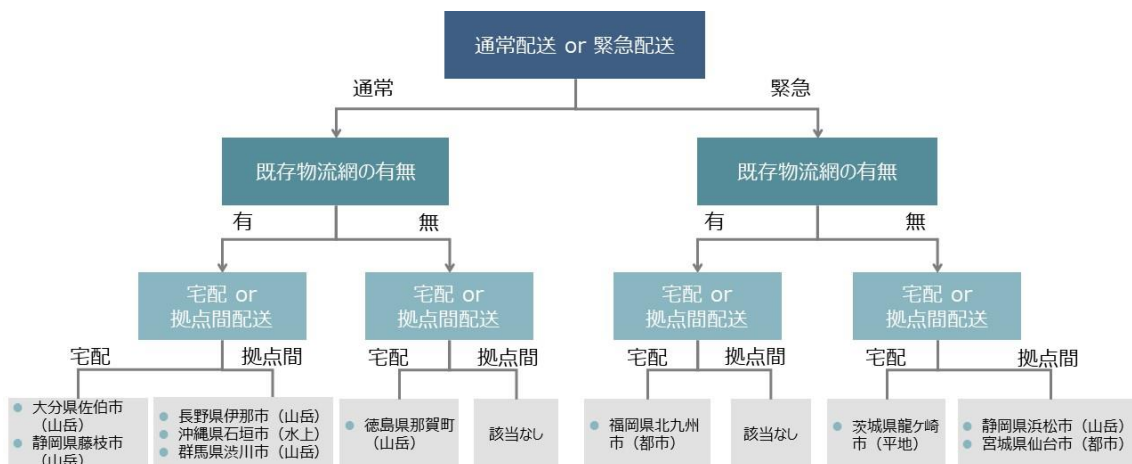 通常配送 or 緊急配送
通常
緊急
既存物流網の有無
既存物流網の有無
有
無
有
無
宅配 or
拠点間配送
宅配 or
拠点間配送
宅配 or
拠点間配送
宅配 or
拠点間配送
宅配
拠点間
宅配
拠点間
宅配
拠点間
宅配
拠点間
大分県佐伯市
（山岳）
静岡県藤枝市
（山岳）
長野県伊那市（山岳）
沖縄県石垣市（水上）
群馬県渋川市（山岳）
徳島県那賀町
（山岳）
該当なし
福岡県北九州
市（都市）
該当なし
茨城県龍ケ崎
市（平地）
静岡県浜松市（山岳）
宮城県仙台市（都市）